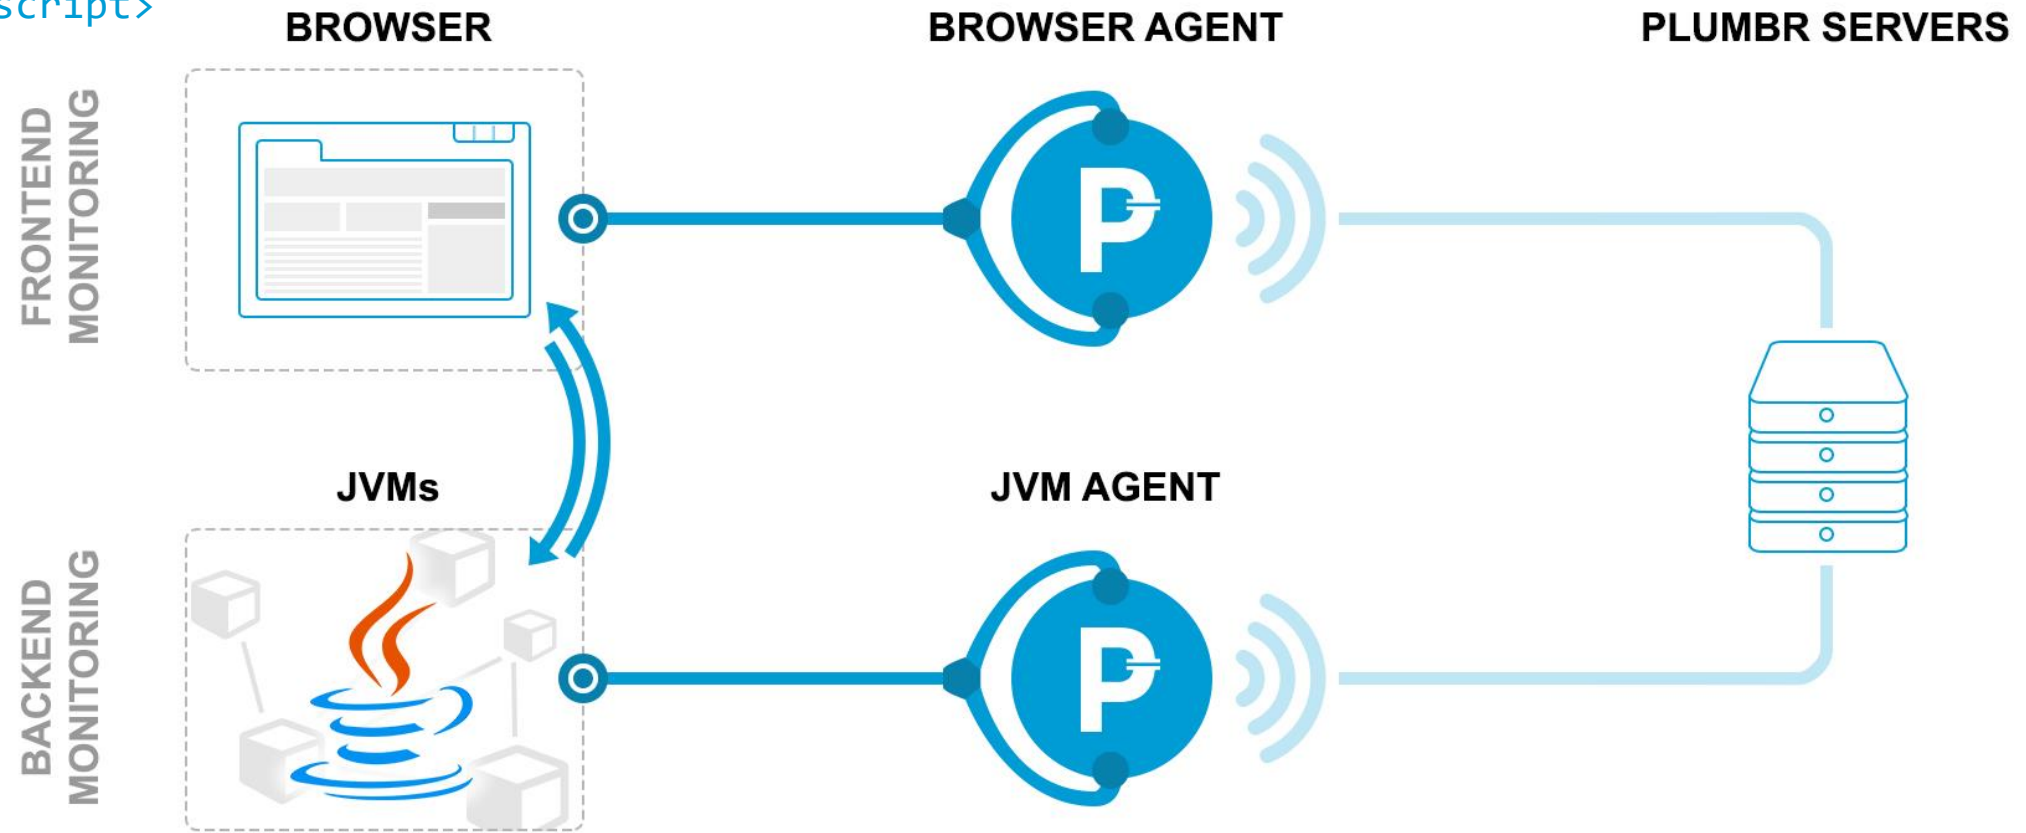 script>
BROWSER
BROWSER AGENT
PLUMBR SERVERS
FRONTEND
MONITORING
P
JVMs
JVM AGENT
BACKEND
MONITORING
P